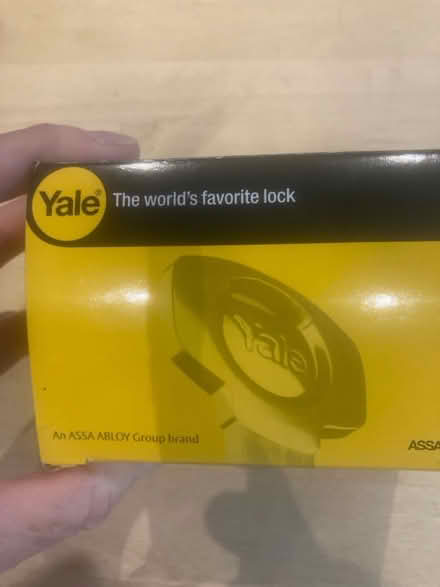 Yale®
The world's favorite lock
Yale
An ASSA ABLOY Group brand
ASSA